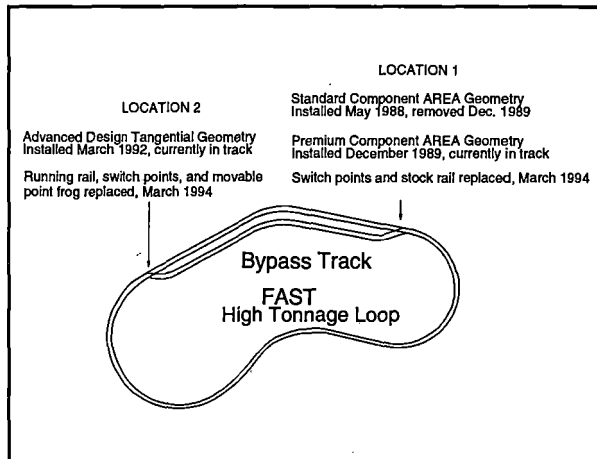 LOCATION 1
Standard Component AREA Geometry
Installed May 1988, removed Dec. 1989
Premium Component AREA Geometry
Installed December 1989, currently in track
Switch points and stock rail replaced, March 1994
LOCATION 2
Advanced Design Tangential Geometry
Installed March 1992, currently in track
Running rail, switch points, and movable
point frog replaced, March 1994
Bypass Track
FAST
High Tonnage Loop